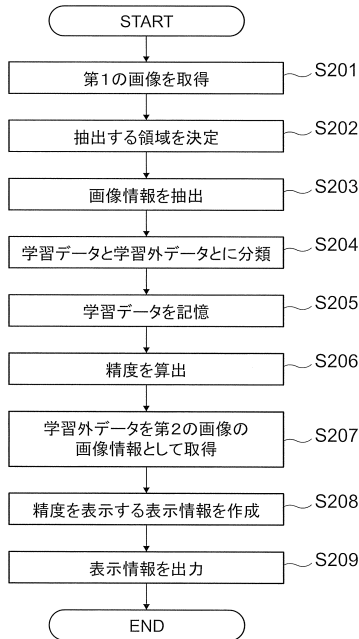 START
第1の画像を取得
S201
抽出する領域を決定
S202
画像情報を抽出
S203
学習データと学習外データとに分類
S204
学習データを記憶
S205
精度を算出
S206
学習外データを第2の画像の
画像情報として取得
S207
精度を表示する表示情報を作成
S208
表示情報を出力
S209
END